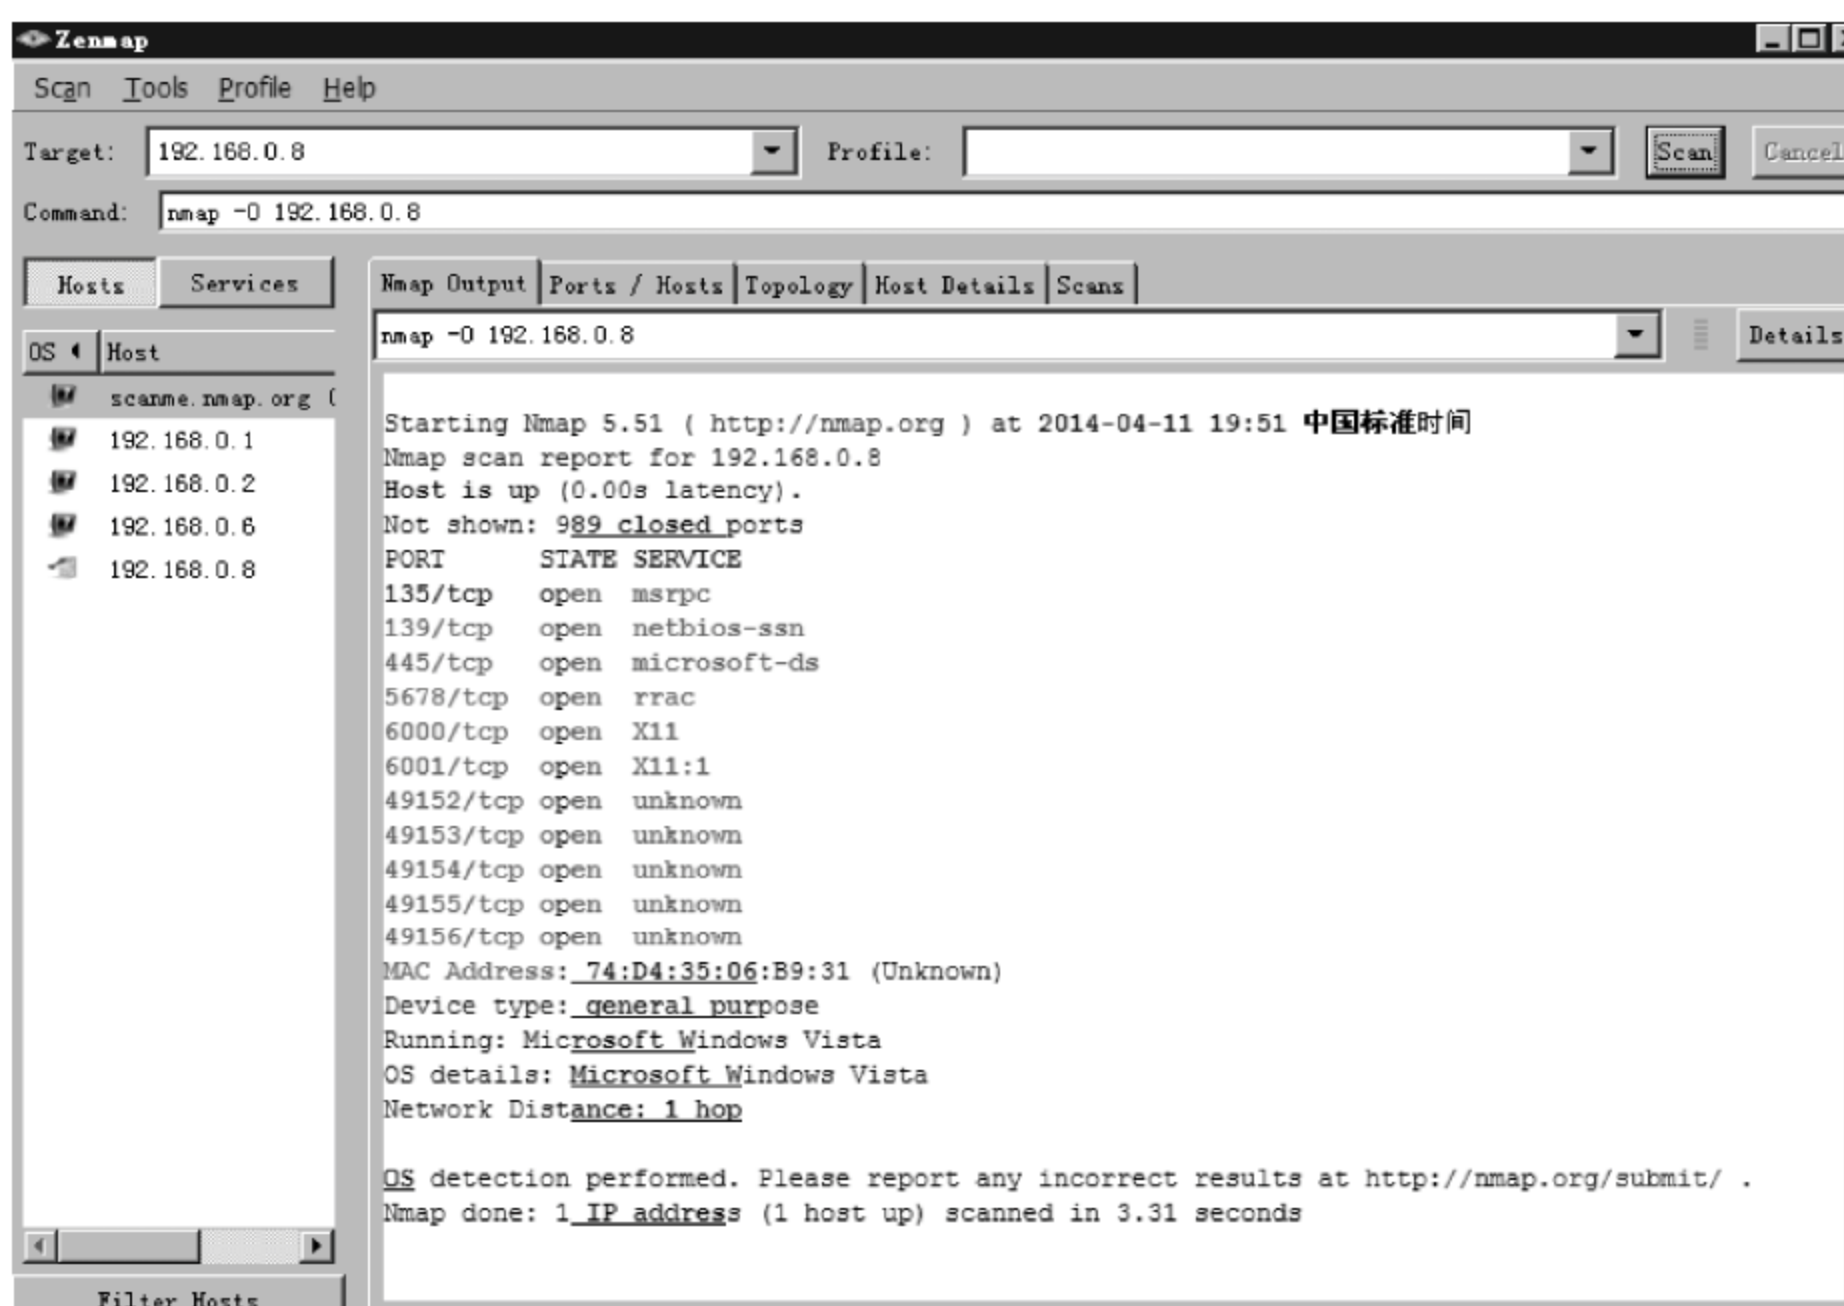 Zenmap
Scan Tools Profile Help
Target: 192.168.0.8 Profile: Scan Cancel
Command: nmap -O 192.168.0.8
Hosts Services
Nmap Output Ports / Hosts Topology Host Details Scans
nmap -O 192.168.0.8 Details
OS Host
scanme.nmap.org (
192.168.0.1
192.168.0.2
192.168.0.6
192.168.0.8
Starting Nmap 5.51 ( http://nmap.org ) at 2014-04-11 19:51 中国标准时间
Nmap scan report for 192.168.0.8
Host is up (0.00s latency).
Not shown: 989 closed ports
PORT STATE SERVICE
135/tcp open msrpc
139/tcp open netbios-ssn
445/tcp open microsoft-ds
5678/tcp open rrac
6000/tcp open X11
6001/tcp open X11:1
49152/tcp open unknown
49153/tcp open unknown
49154/tcp open unknown
49155/tcp open unknown
49156/tcp open unknown
MAC Address: 74:D4:35:06:B9:31 (Unknown)
Device type: general purpose
Running: Microsoft Windows Vista
OS details: Microsoft Windows Vista
Network Distance: 1 hop
OS detection performed. Please report any incorrect results at http://nmap.org/submit/ .
Nmap done: 1 IP address (1 host up) scanned in 3.31 seconds
Filter Hosts